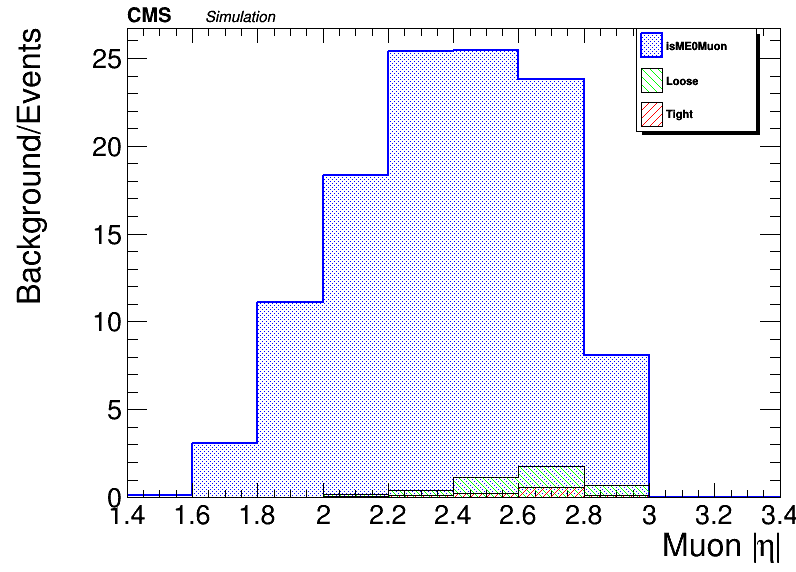 CMS Simulation
Background/Events
25
20
15
10
5
0
isME0Muon
Loose
Tight
1.4 1.6 1.8 2 2.2 2.4 2.6 2.8 3 3.2 3.4
Muon |η|